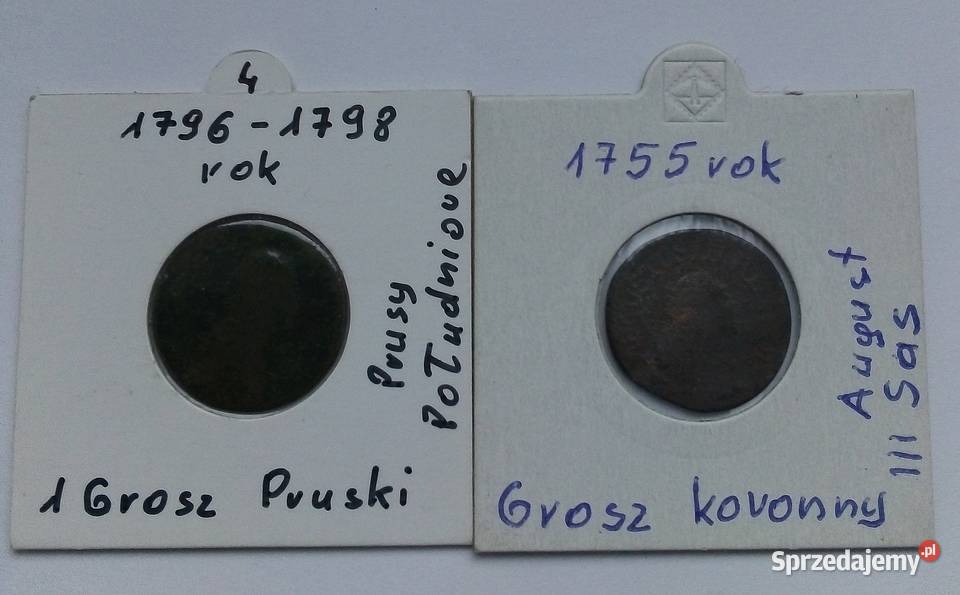 4
1796-1798
rok
Prusy
Południowe
1 Grosz Pruski
1755 rok
August
III Sas
Grosz koronny
Sprzedajemy.pl